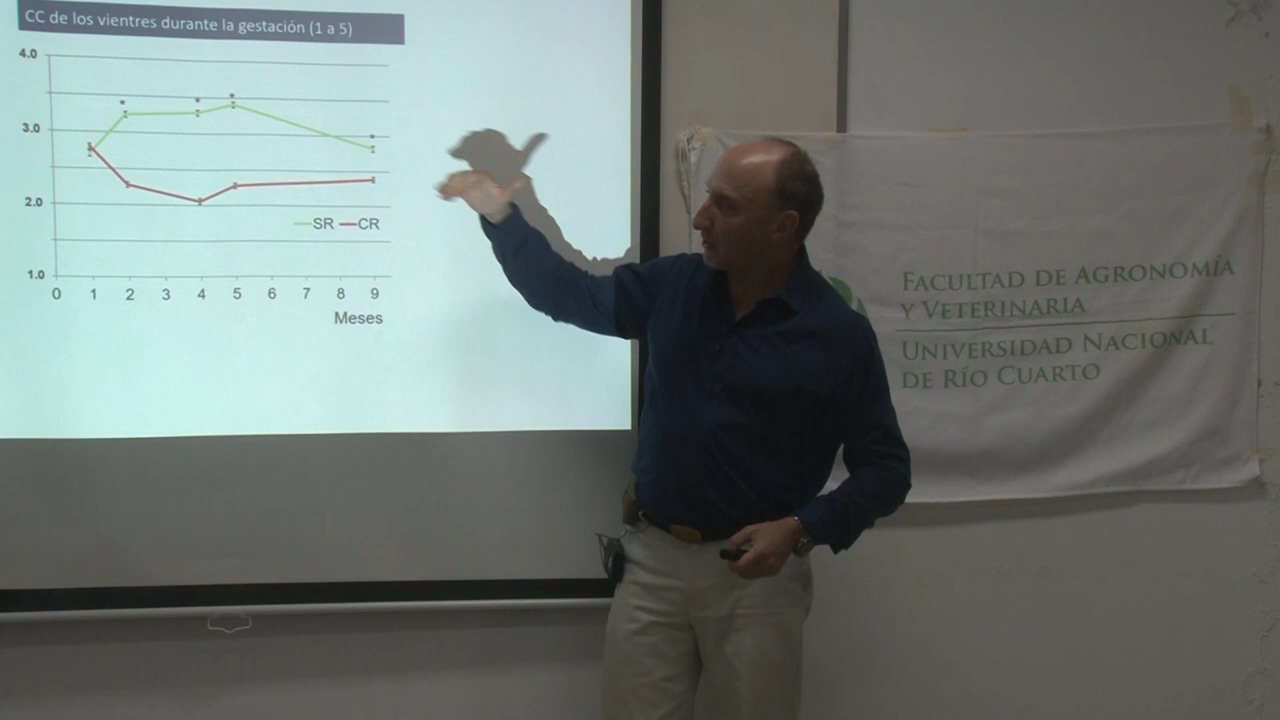 CC de los vientres durante la gestación (1 a 5)
4.0
3.0
2.0
1.0
SR CR
0 1 2 3 4 5 6 7 8 9
Meses
FACULTAD DE AGRONOMÍA
Y VETERINARIA
UNIVERSIDAD NACIONAL
DE RÍO CUARTO